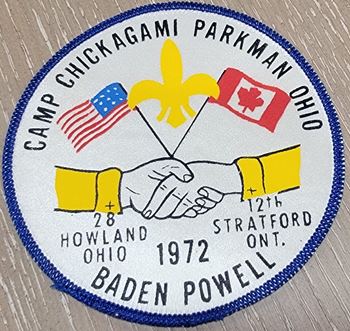 CAMP CHICKAGAMI PARKMAN OHIO
28
HOWLAND
OHIO
12th
STRATFORD
ONT.
1972
BADEN POWELL